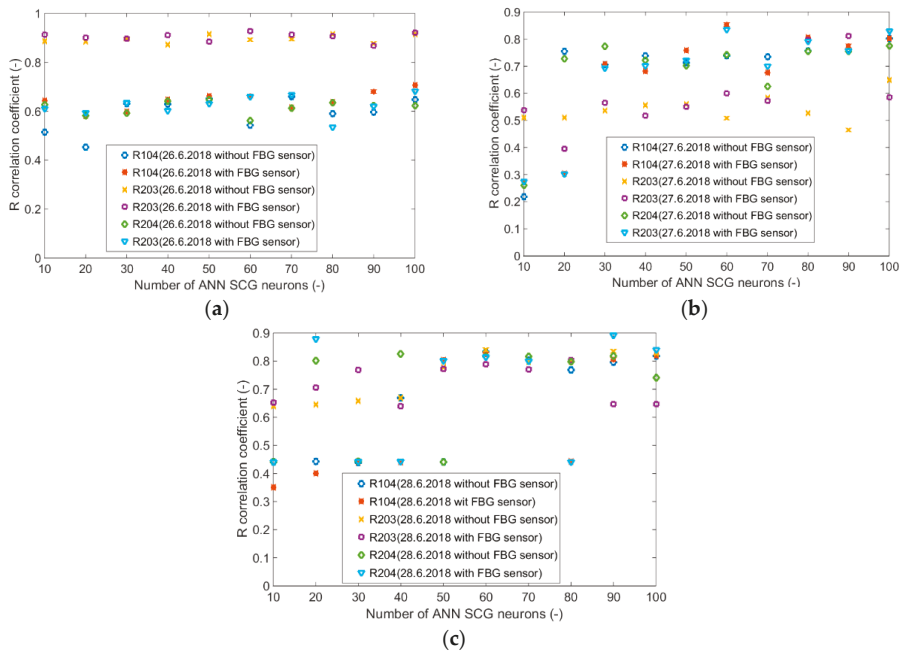 1
0.8
0.6
0.4
0.2
0
R correlation coefficient (-)
R104(26.6.2018 without FBG sensor)
R104(26.6.2018 with FBG sensor)
R203(26.6.2018 without FBG sensor)
R203(26.6.2018 with FBG sensor)
R204(26.6.2018 without FBG sensor)
R203(26.6.2018 with FBG sensor)
10 20 30 40 50 60 70 80 90 100
Number of ANN SCG neurons (-)
(a)
0.9
0.8
0.7
0.6
0.5
0.4
0.3
0.2
0.1
0
R correlation coefficient (-)
R104(27.6.2018 without FBG sensor)
R104(27.6.2018 with FBG sensor)
R203(27.6.2018 without FBG sensor)
R203(27.6.2018 with FBG sensor)
R204(27.6.2018 without FBG sensor)
R203(27.6.2018 with FBG sensor)
10 20 30 40 50 60 70 80 90 100
Number of ANN SCG neurons (-)
(b)
0.9
0.8
0.7
0.6
0.5
0.4
0.3
0.2
0.1
0
R correlation coefficient (-)
R104(28.6.2018 without FBG sensor)
R104(28.6.2018 wit FBG sensor)
R203(28.6.2018 without FBG sensor)
R203(28.6.2018 with FBG sensor)
R204(28.6.2018 without FBG sensor)
R204(28.6.2018 with FBG sensor)
10 20 30 40 50 60 70 80 90 100
Number of ANN SCG neurons (-)
(c)